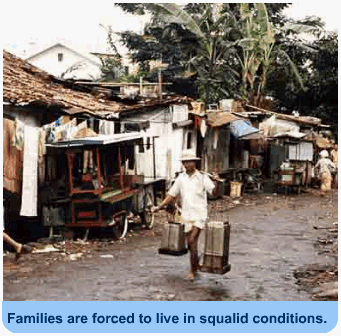 Families are forced to live in squalid conditions.